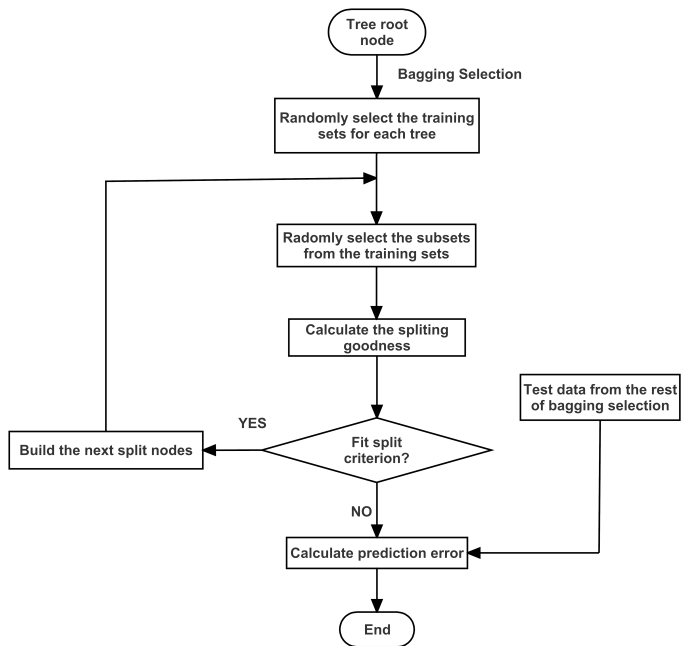 Tree root
node
Bagging Selection
Randomly select the training
sets for each tree
Radomly select the subsets
from the training sets
Calculate the spliting
goodness
Test data from the rest
of bagging selection
YES
Build the next split nodes
Fit split
criterion?
NO
Calculate prediction error
End